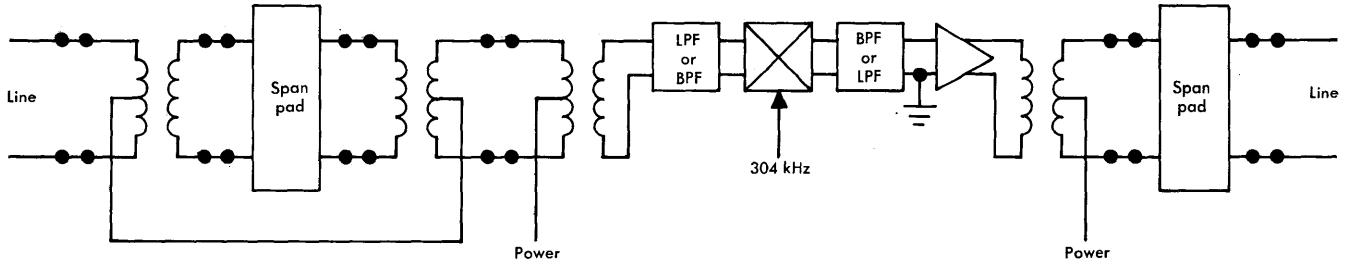 Line
Span
pad
LPF
or
BPF
304 kHz
BPF
or
LPF
Span
pad
Line
Power
Power